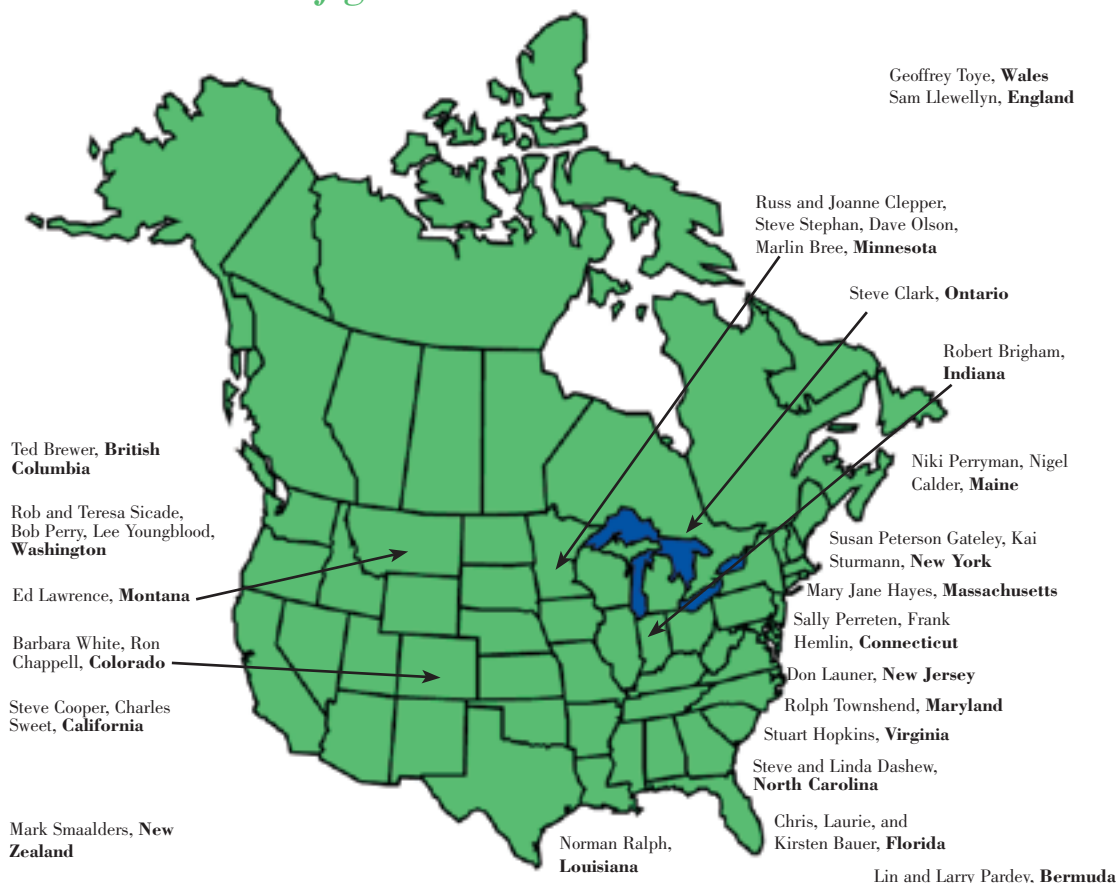 Geoffrey Toye, Wales
Sam Llewellyn, England
Russ and Joanne Clepper,
Steve Stephan, Dave Olson,
Marlin Bree, Minnesota
Steve Clark, Ontario
Robert Brigham,
Indiana
Ted Brewer, British
Columbia
Niki Perryman, Nigel
Calder, Maine
Rob and Teresa Sicade,
Bob Perry, Lee Youngblood,
Washington
Susan Peterson Gateley, Kai
Sturmann, New York
Ed Lawrence, Montana
Mary Jane Hayes, Massachusetts
Sally Perreten, Frank
Hemlin, Connecticut
Barbara White, Ron
Chappell, Colorado
Don Launer, New Jersey
Rolph Townshend, Maryland
Steve Cooper, Charles
Sweet, California
Stuart Hopkins, Virginia
Steve and Linda Dashew,
North Carolina
Mark Smaalders, New
Zealand
Norman Ralph,
Louisiana
Chris, Laurie, and
Kirsten Bauer, Florida
Lin and Larry Pardey, Bermuda